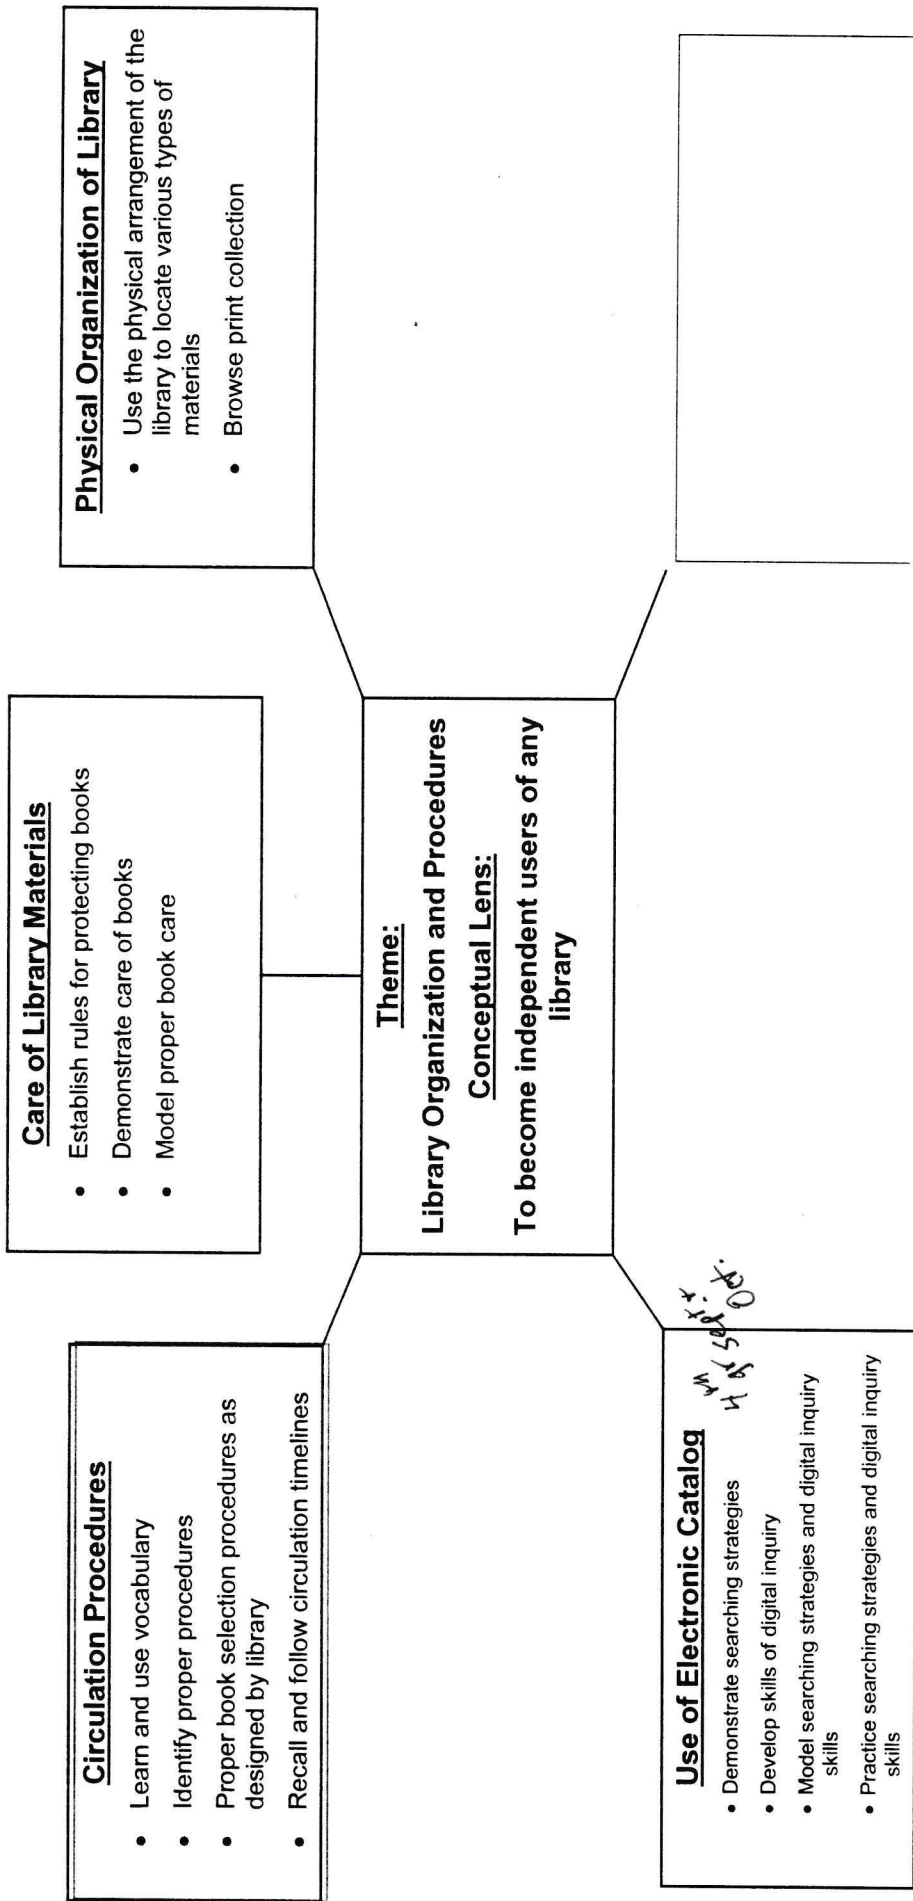 Circulation Procedures
• Learn and use vocabulary
• Identify proper procedures
• Proper book selection procedures as
designed by library
• Recall and follow circulation timelines
Care of Library Materials
• Establish rules for protecting books
• Demonstrate care of books
• Model proper book care
Physical Organization of Library
• Use the physical arrangement of the
library to locate various types of
materials
• Browse print collection
Theme:
Library Organization and Procedures
Conceptual Lens:
To become independent users of any
library
Use of Electronic Catalog
• Demonstrate searching strategies
• Develop skills of digital inquiry
• Model searching strategies and digital inquiry
skills
• Practice searching strategies and digital inquiry
skills
4th gr Sept. +
Oct.